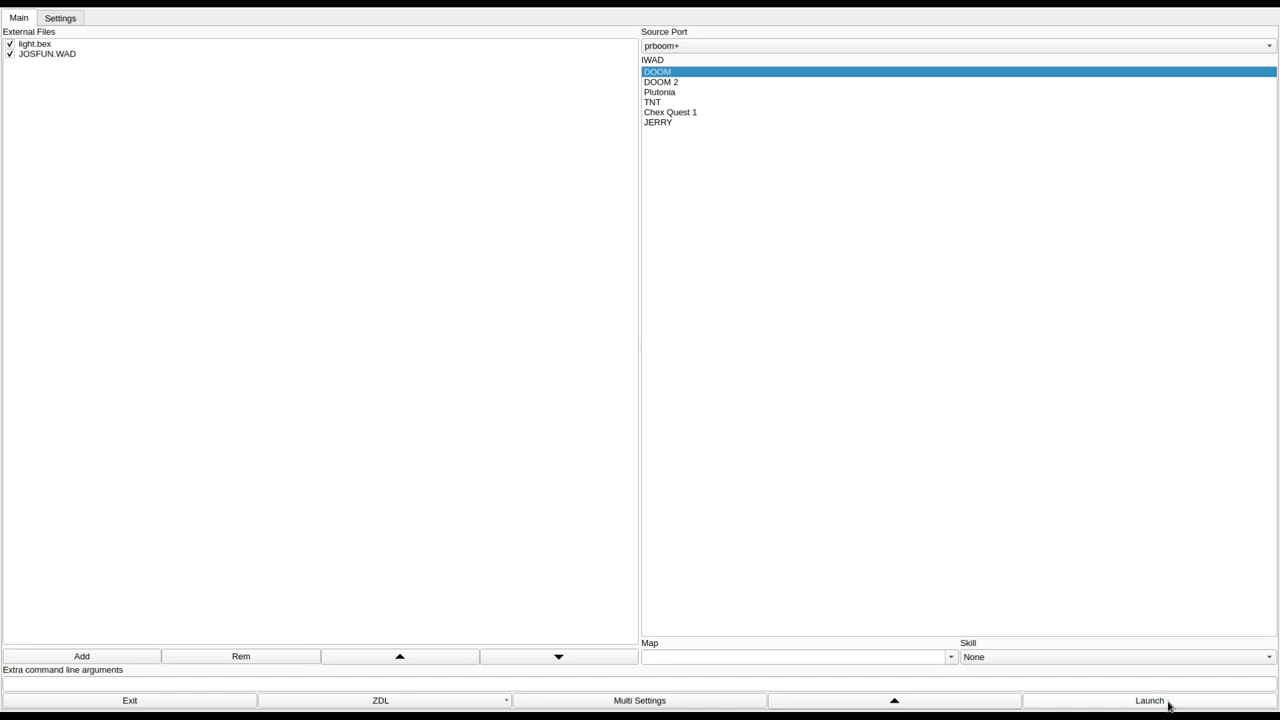 Main
Settings
External Files
light.bex
JOSFUN.WAD
Source Port
prboom+
IWAD
DOOM
DOOM 2
Plutonia
TNT
Chex Quest 1
JERRY
Add
Rem
Map
Skill
None
Extra command line arguments
Exit
ZDL
Multi Settings
Launch